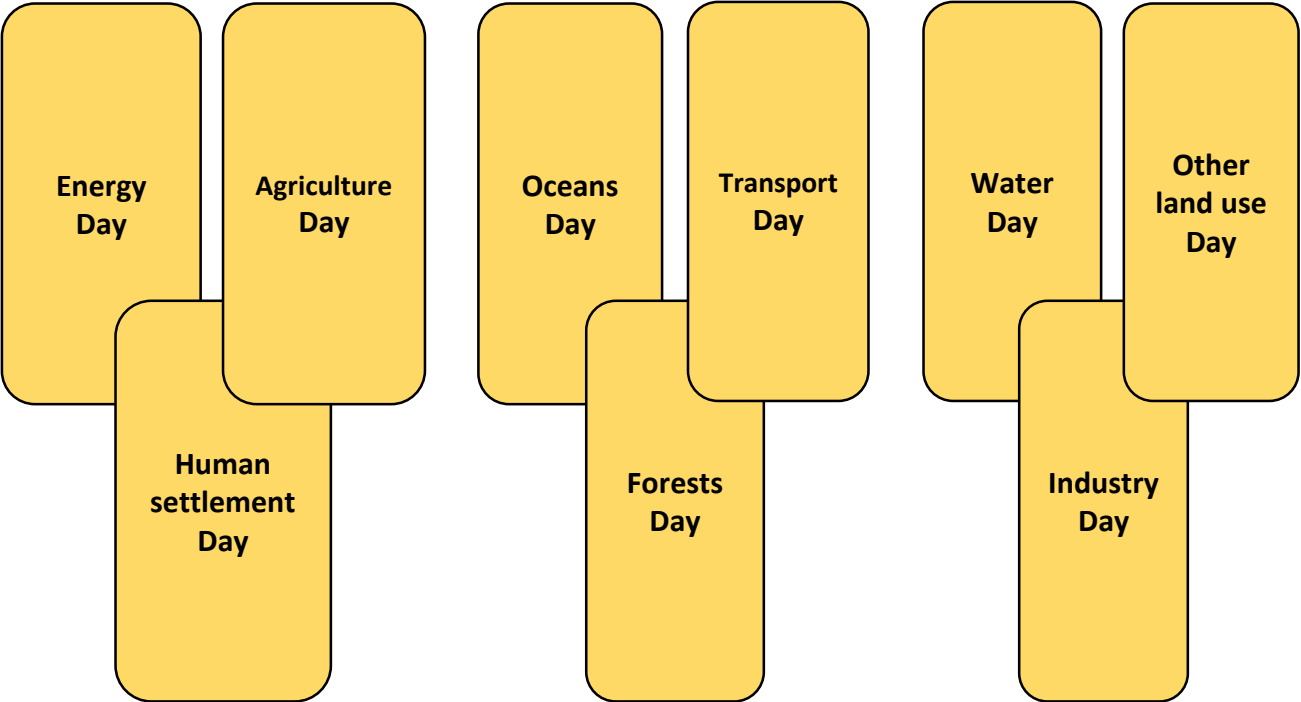 Energy
Day
Agriculture
Day
Oceans
Day
Transport
Day
Water
Day
Other
land use
Day
Human
settlement
Day
Forests
Day
Industry
Day